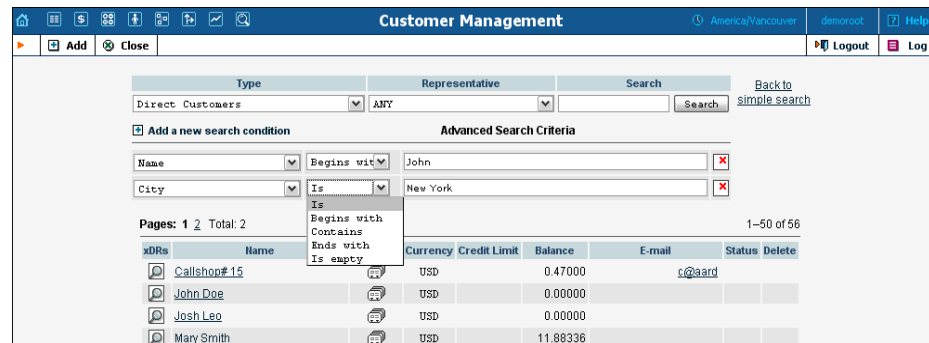 Customer Management
America/Vancouver
demoroot
? Help
Add
Close
Logout
Log
Type
Representative
Search
Direct Customers
ANY
Search
Back to
simple search
Add a new search condition
Advanced Search Criteria
Name
Begins wit
John
City
Is
New York
Is
Begins with
Contains
Ends with
Is empty
Pages: 1 2 Total: 2
1–50 of 56
xDRs Name Currency Credit Limit Balance E-mail Status Delete
Callshop# 15 USD 0.47000 c@aard
John Doe USD 0.00000
Josh Leo USD 0.00000
Mary Smith USD 11.88336